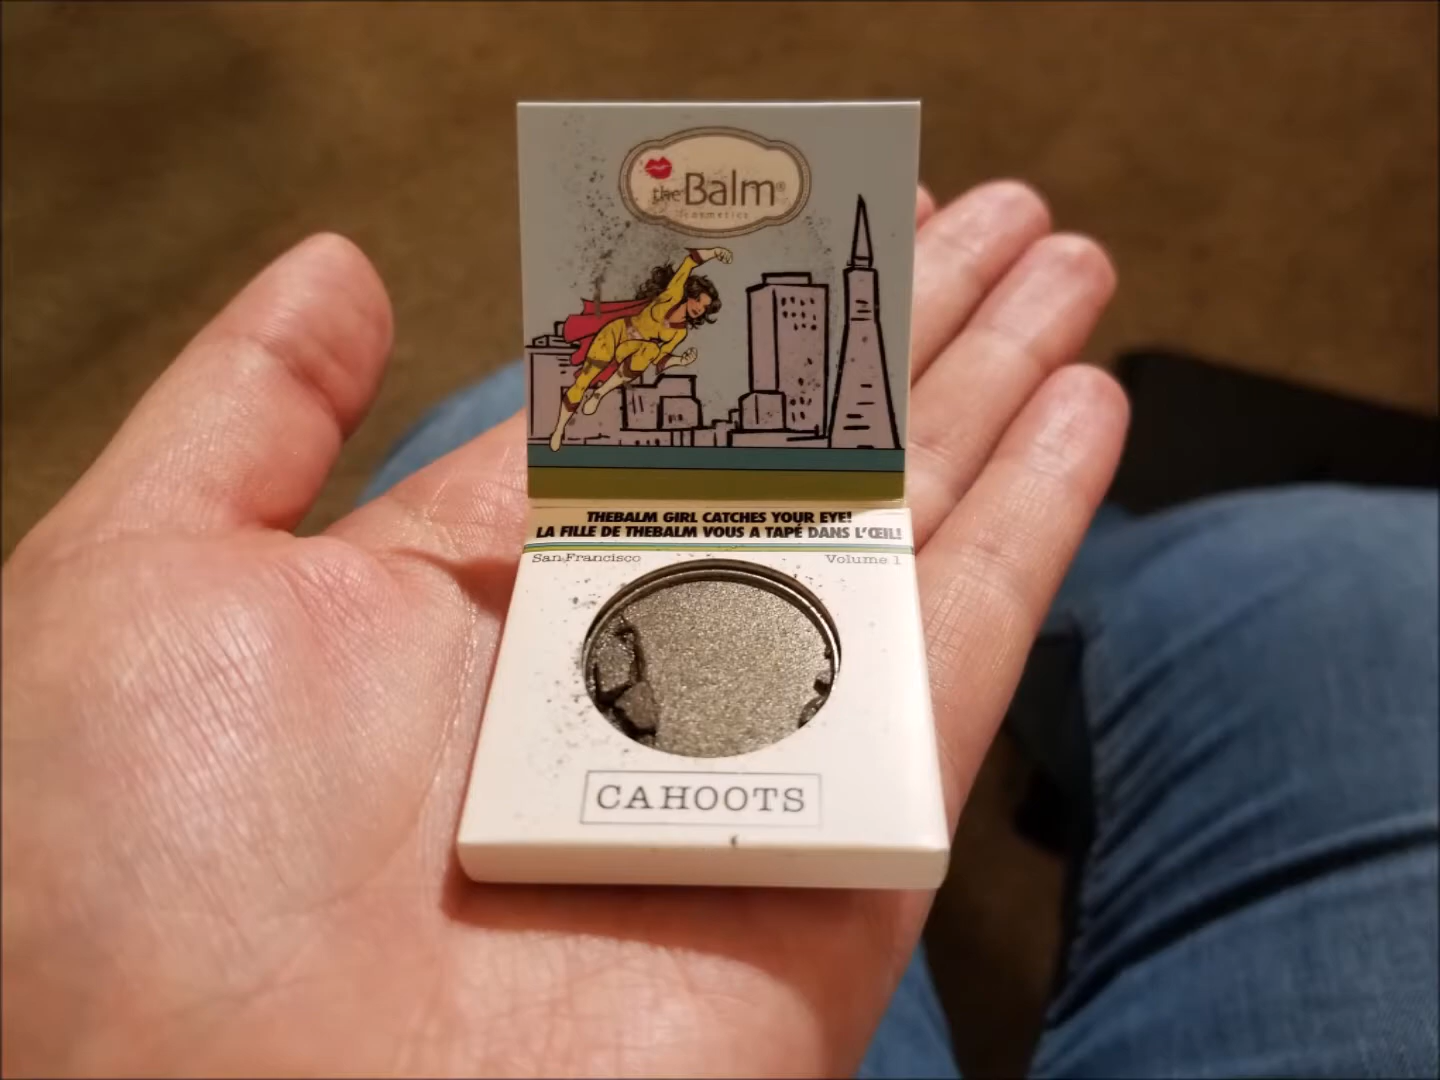 theBalm®
cosmetics
THEBALM GIRL CATCHES YOUR EYE!
LA FILLE DE THEBALM VOUS A TAPÉ DANS L'ŒIL!
San Francisco Volume 1
CAHOOTS